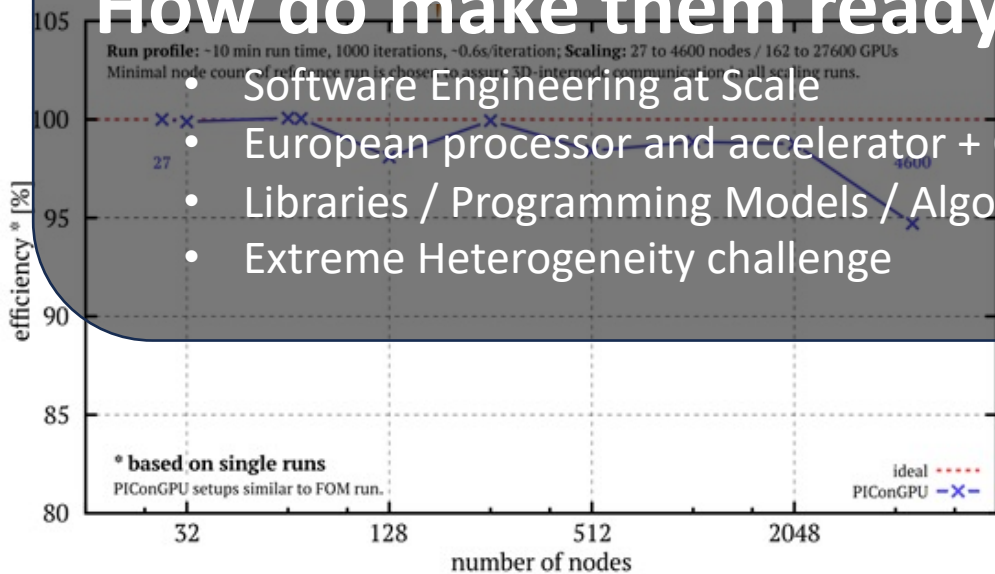 How do make them ready
105
Run profile: ~10 min run time, 1000 iterations, ~0.6s/iteration; Scaling: 27 to 4600 nodes / 162 to 27600 GPUs
Minimal node count of reference run is chosen to assure 3D-internode communication in all scaling runs.
• Software Engineering at Scale
100
• European processor and accelerator +
27
4600
• Libraries / Programming Models / Algo
95
• Extreme Heterogeneity challenge
efficiency * [%]
90
85
* based on single runs
PIConGPU setups similar to FOM run.
ideal
PIConGPU
80
32 128 512 2048
number of nodes